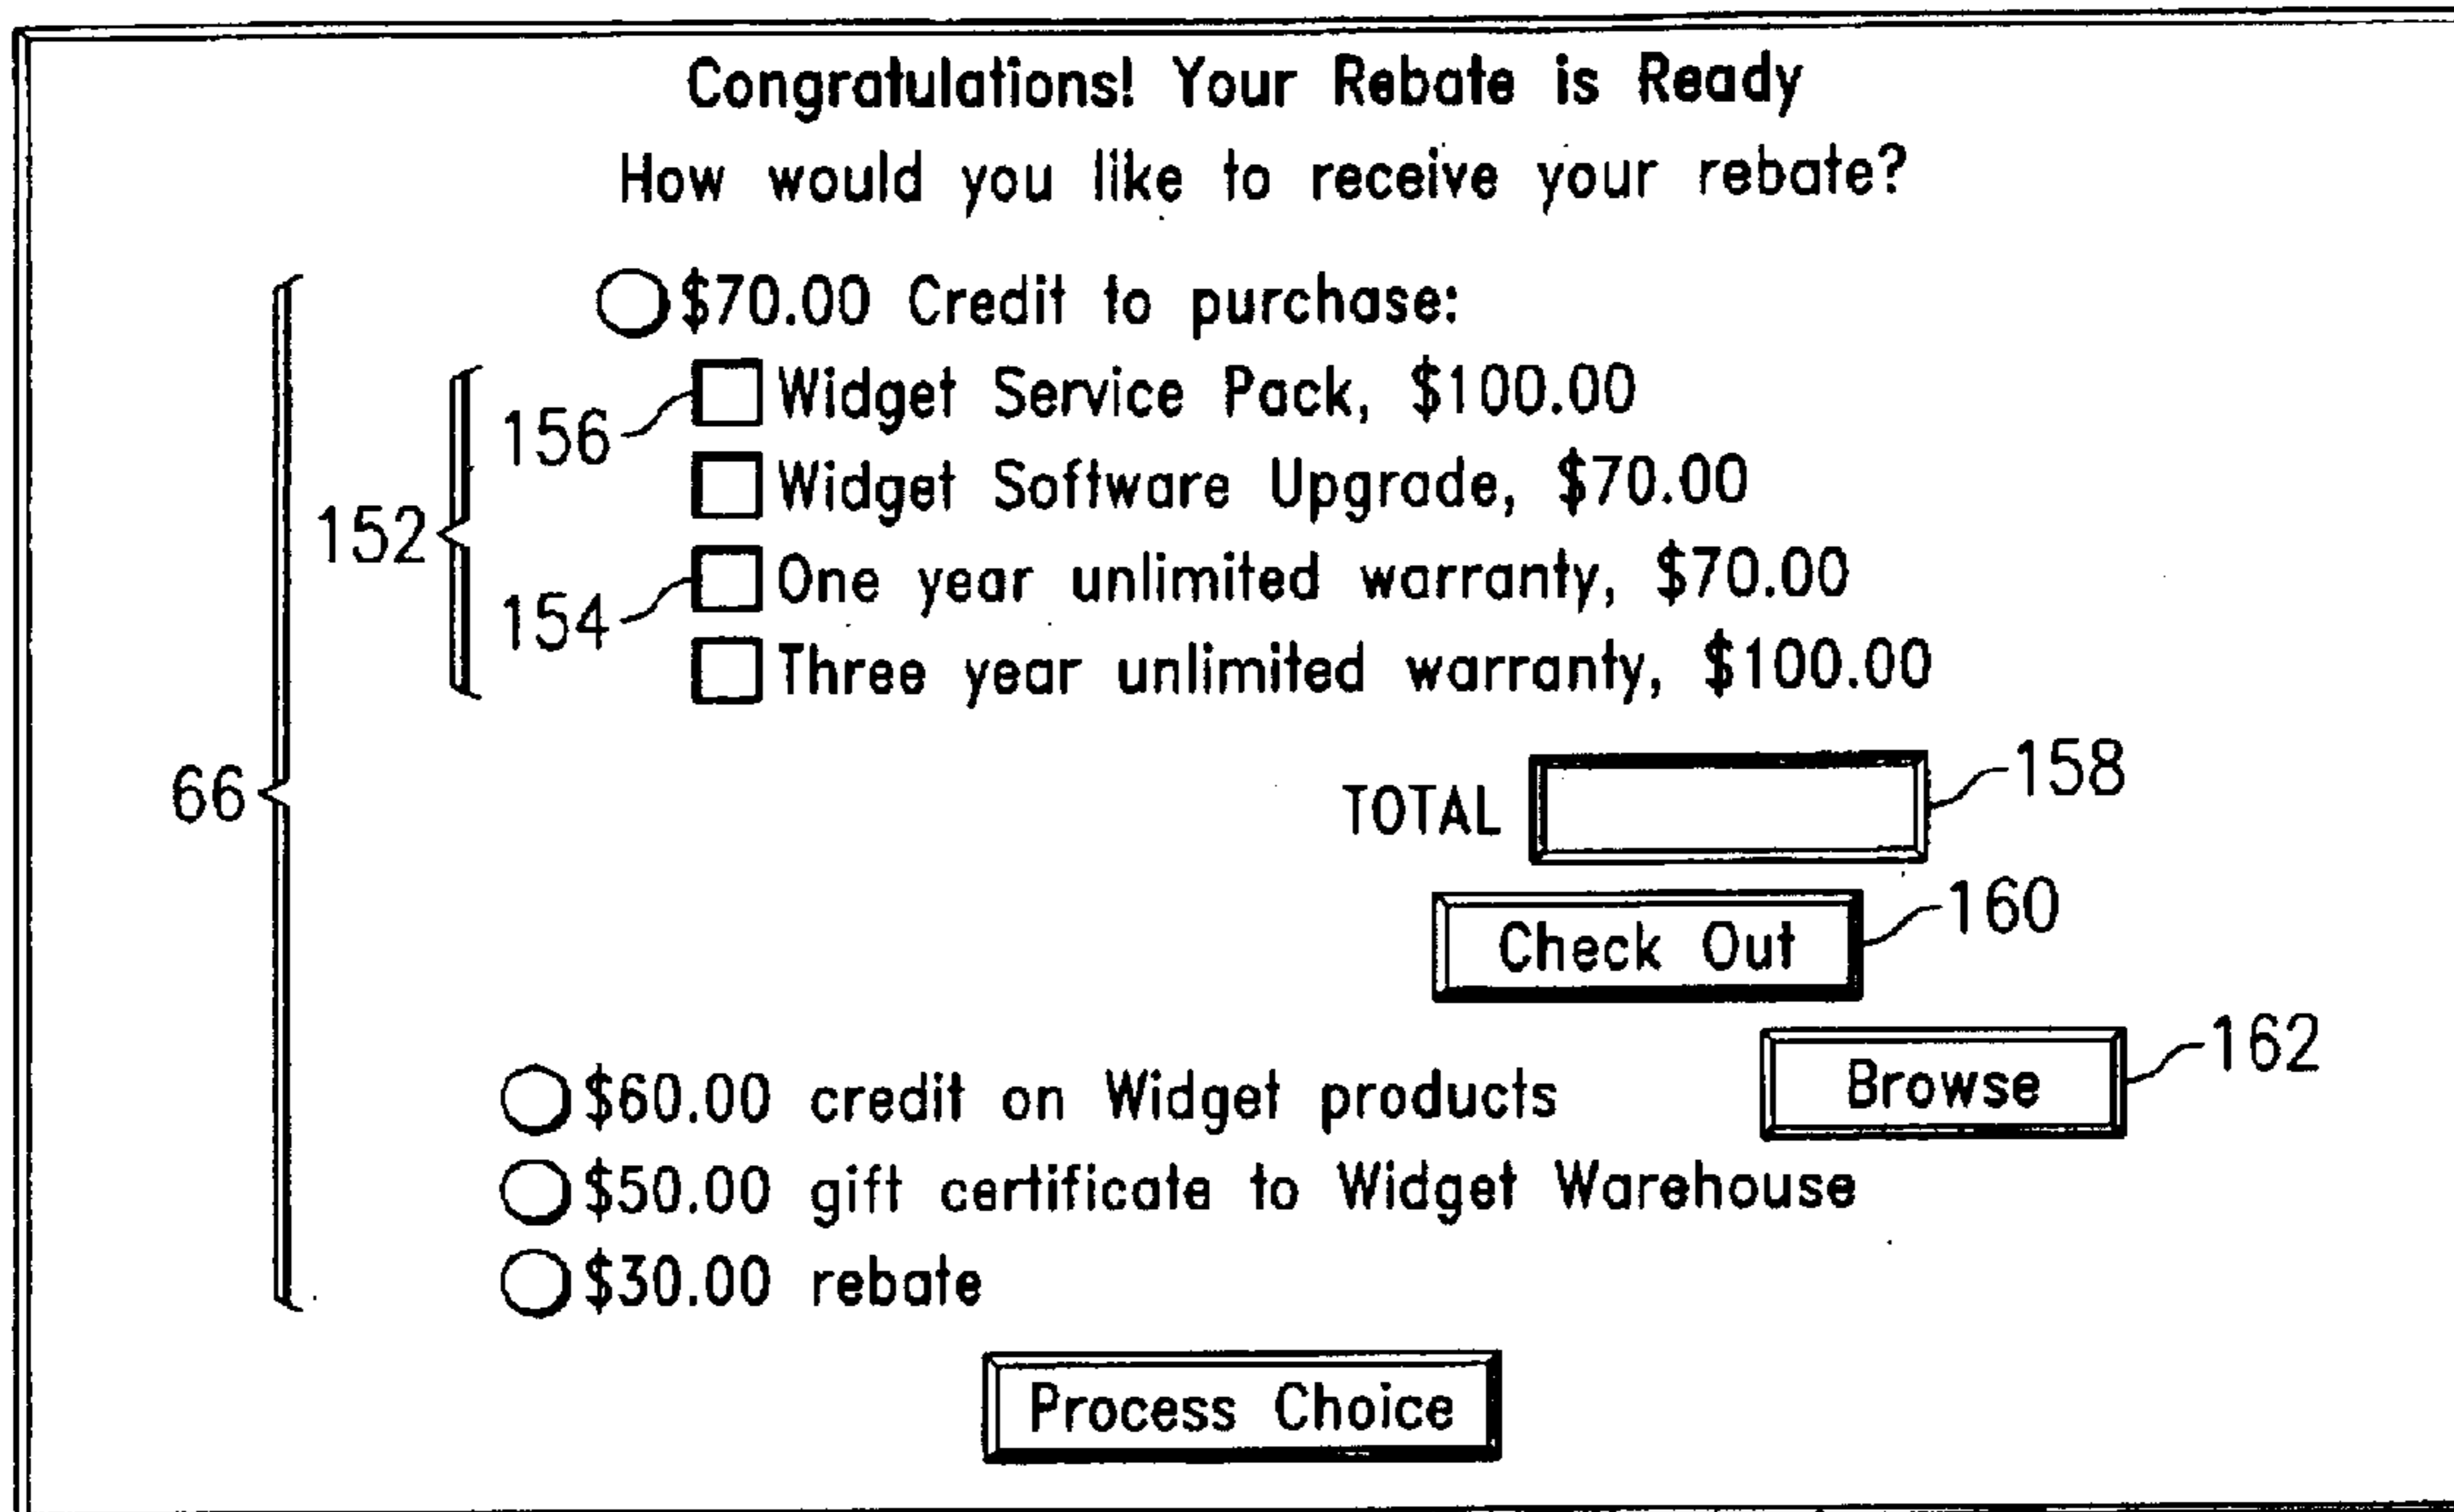 Congratulations! Your Rebate is Ready
How would you like to receive your rebate?
$70.00 Credit to purchase:
156 Widget Service Pack, $100.00
Widget Software Upgrade, $70.00
152
154 One year unlimited warranty, $70.00
Three year unlimited warranty, $100.00
66
TOTAL 158
Check Out 160
Browse 162
$60.00 credit on Widget products
$50.00 gift certificate to Widget Warehouse
$30.00 rebate
Process Choice